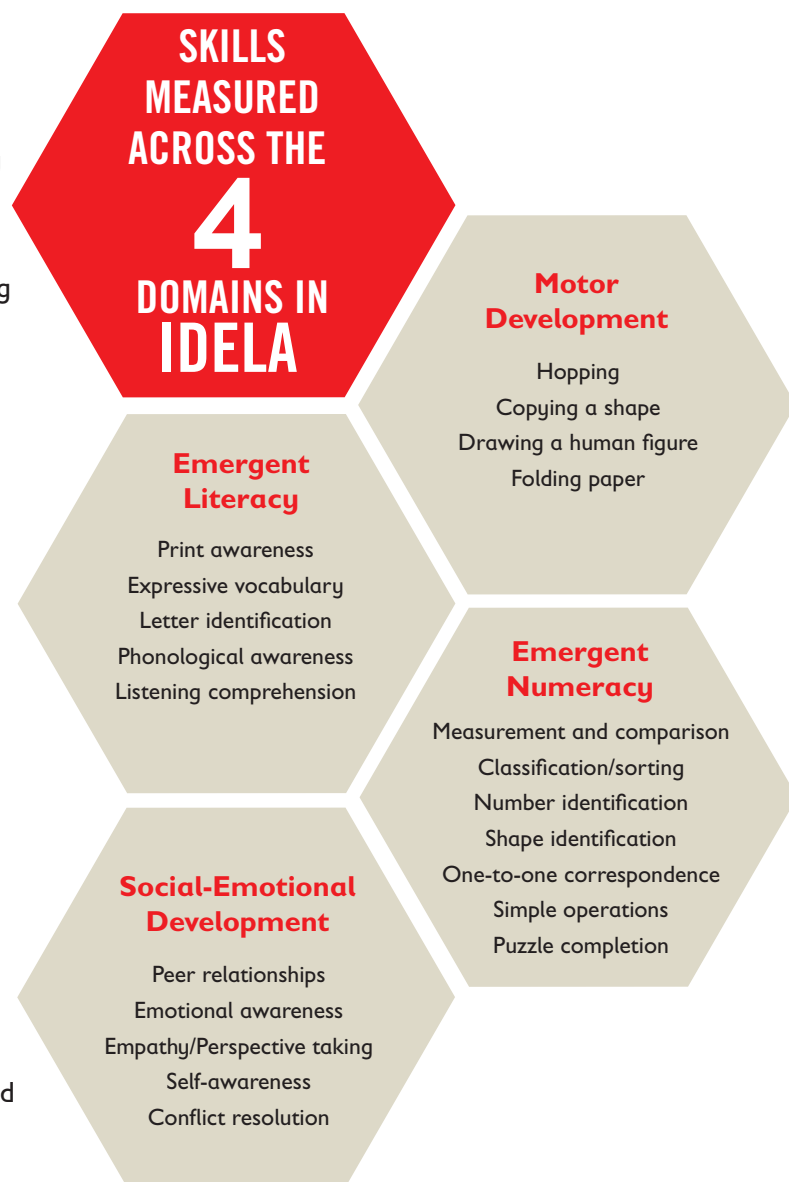 SKILLS
MEASURED
ACROSS THE
4
DOMAINS IN
IDELA
Motor
Development
Hopping
Copying a shape
Drawing a human figure
Folding paper
Emergent
Literacy
Print awareness
Expressive vocabulary
Letter identification
Phonological awareness
Listening comprehension
Emergent
Numeracy
Measurement and comparison
Classification/sorting
Number identification
Shape identification
One-to-one correspondence
Simple operations
Puzzle completion
Social-Emotional
Development
Peer relationships
Emotional awareness
Empathy/Perspective taking
Self-awareness
Conflict resolution